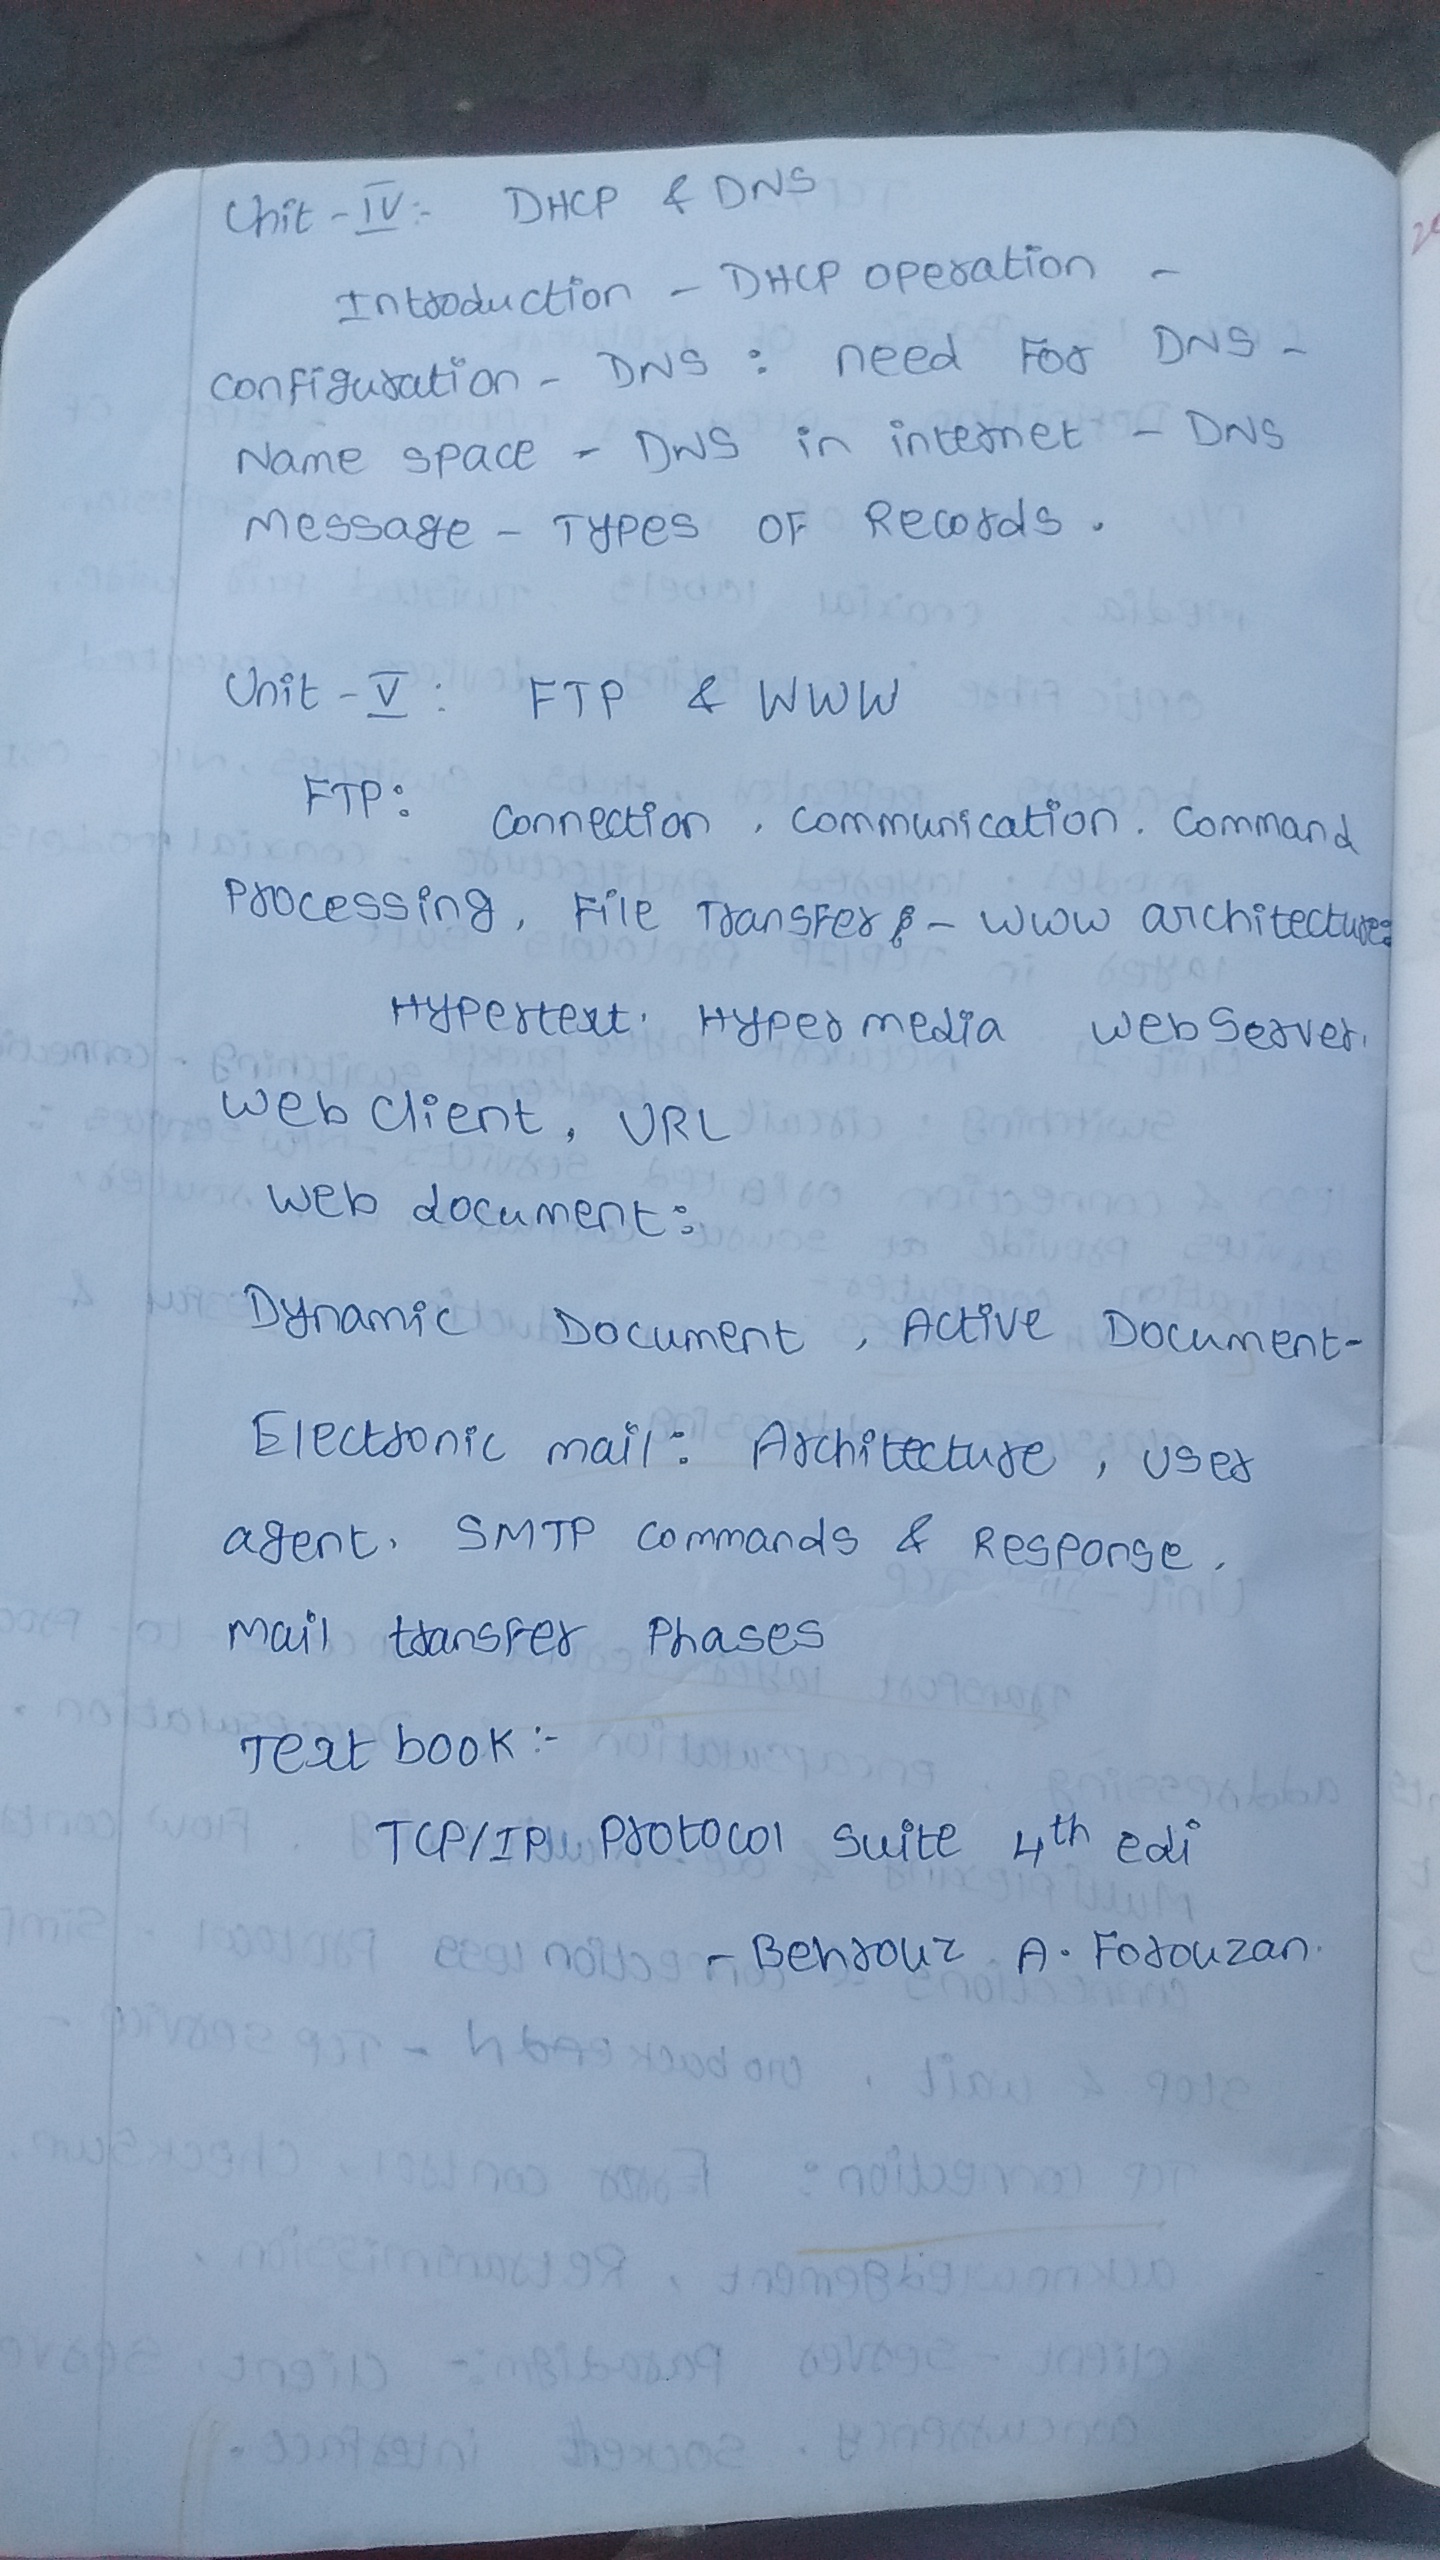 Unit - IV :- DHCP & DNS
Introduction - DHCP operation -
configuration - DNS : need For DNS -
Name space - DNS in internet - DNS
Message - Types OF Records.
Unit - V : FTP & WWW
FTP: connection, communication, command
Processing, File Transfer - WWW architecture:
Hypertext, Hypermedia web Server,
web client, URL
web document:
Dynamic Document, Active Document-
Electronic mail: Architecture, user
agent, SMTP commands & Response,
mail transfer Phases
Text book :-
TCP/IP Protocol Suite 4th edi
- Behrouz A. Forouzan.